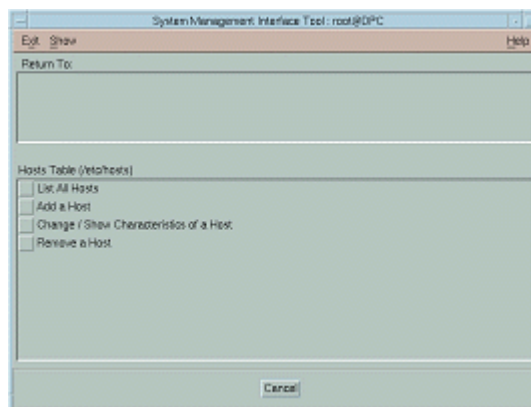 System Management Interface Tool : root@DPC
Exit Show Help
Return To:
Hosts Table (/etc/hosts)
List All Hosts
Add a Host
Change / Show Characteristics of a Host
Remove a Host
Cancel